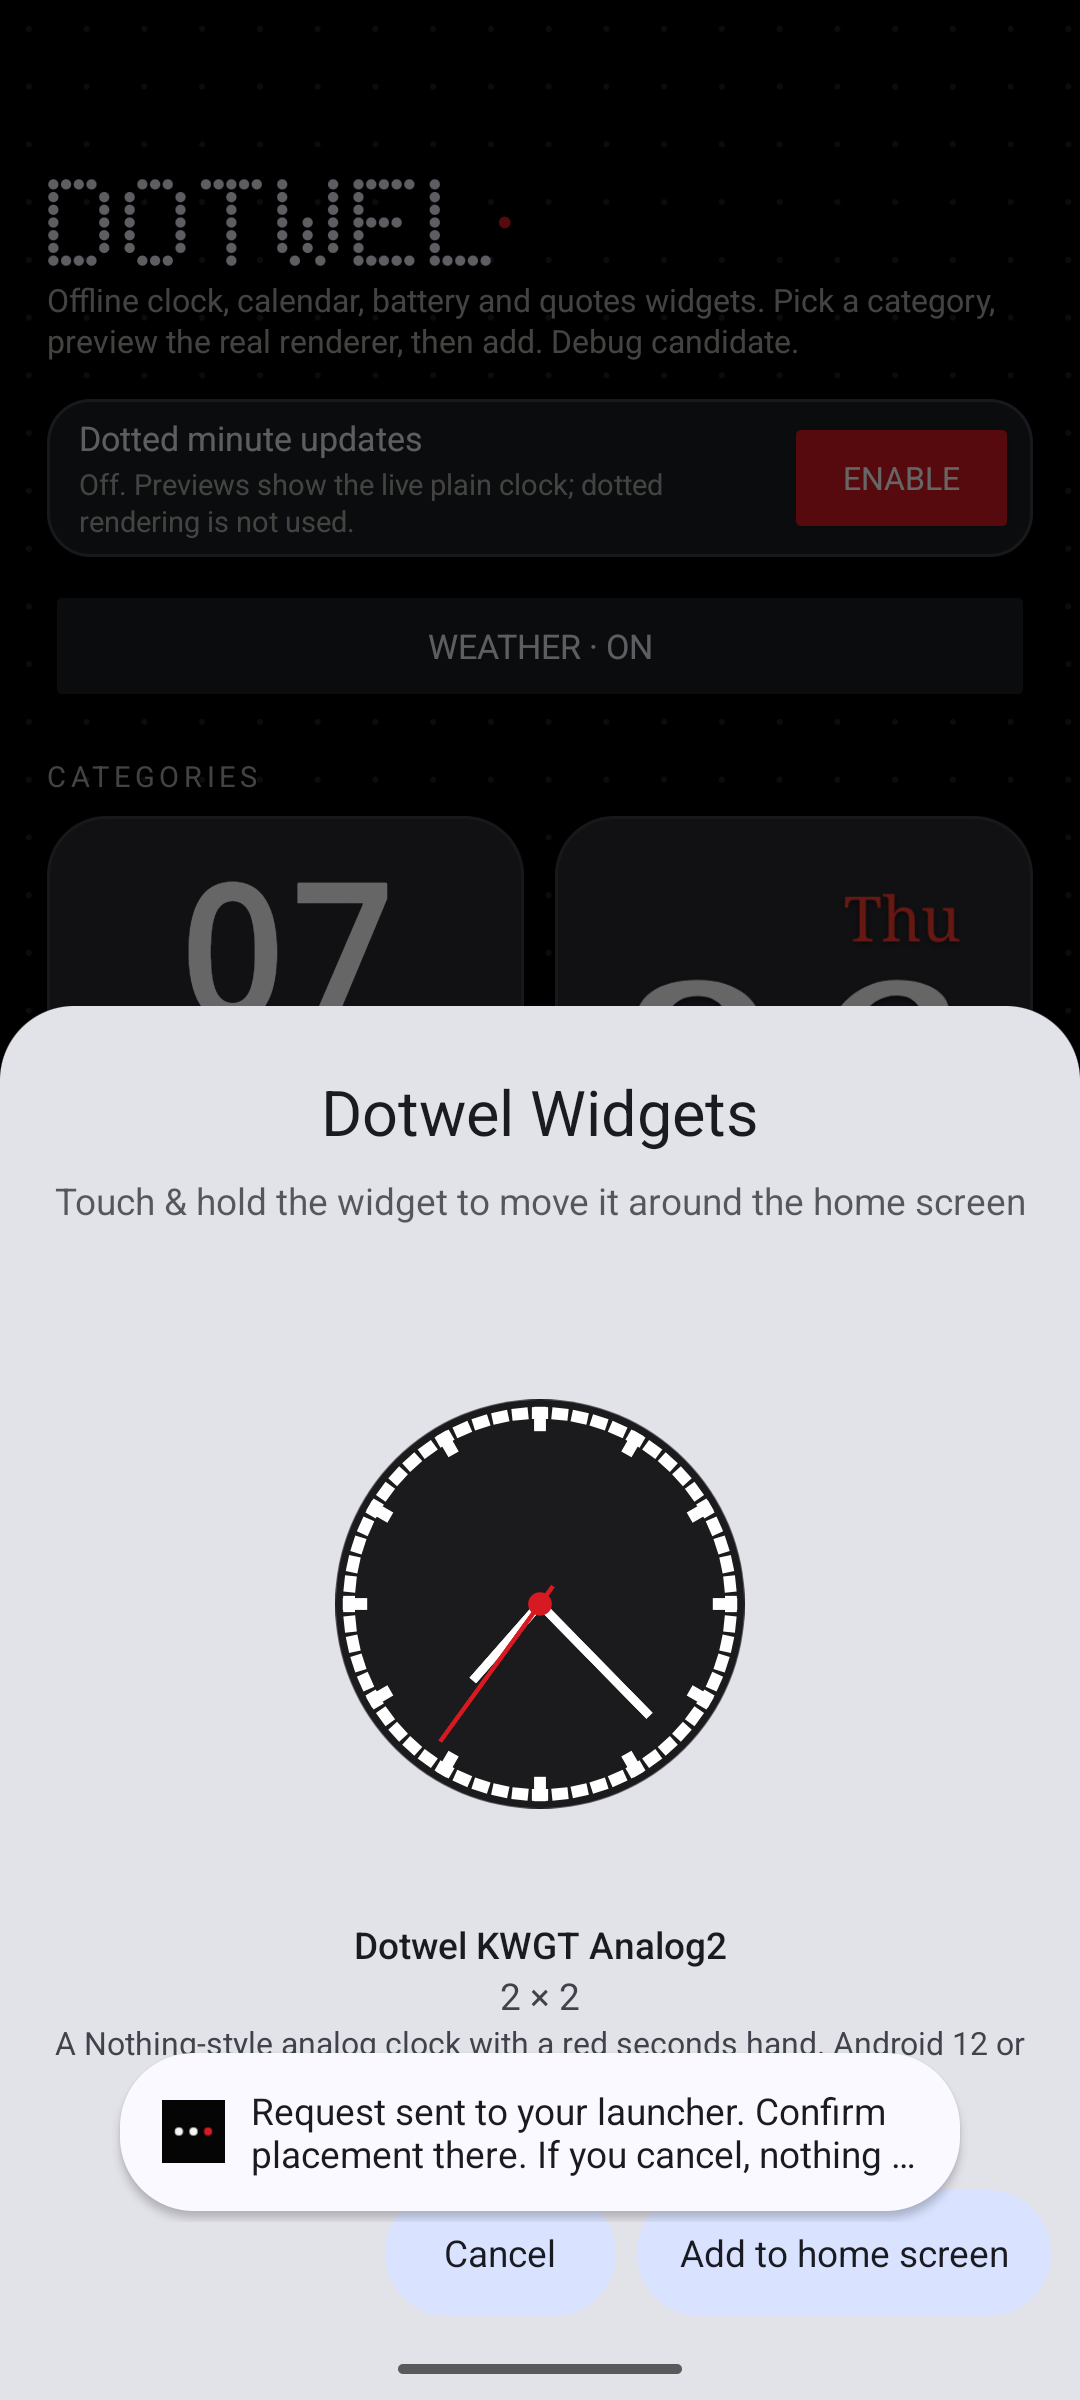 DOTWEL
Offline clock, calendar, battery and quotes widgets. Pick a category,
preview the real renderer, then add. Debug candidate.
Dotted minute updates
Off. Previews show the live plain clock; dotted
rendering is not used.
ENABLE
WEATHER · ON
CATEGORIES
07
Thu
Dotwel Widgets
Touch & hold the widget to move it around the home screen
Dotwel KWGT Analog2
2 × 2
A Nothing-style analog clock with a red seconds hand. Android 12 or
Request sent to your launcher. Confirm
placement there. If you cancel, nothing ...
Cancel
Add to home screen